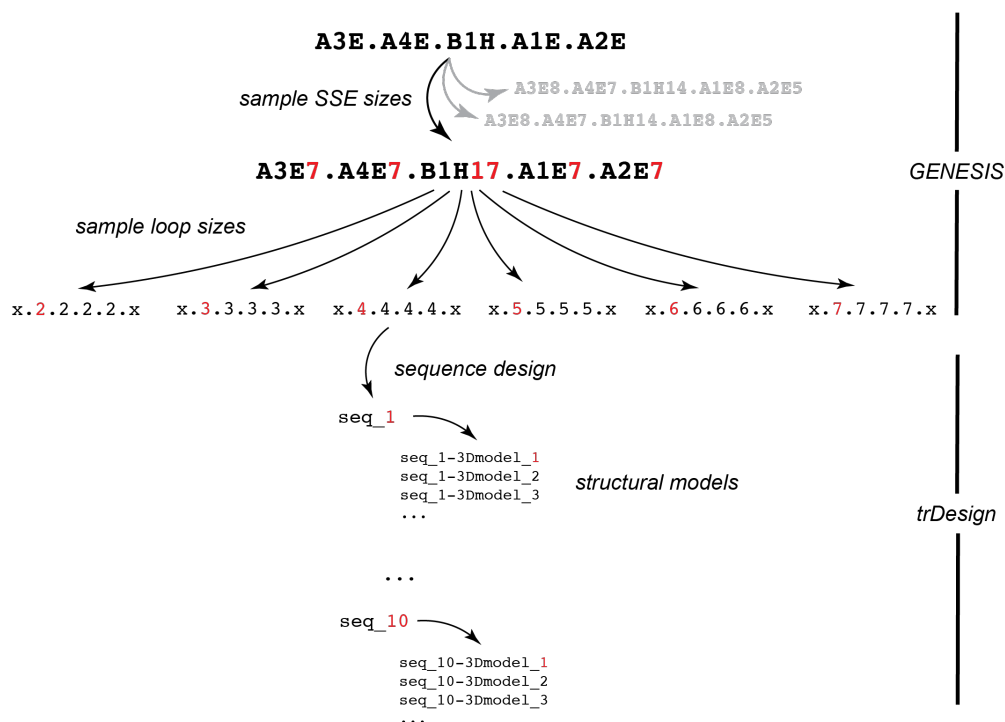 A3E.A4E.B1H.A1E.A2E
sample SSE sizes
A3E8.A4E7.B1H14.A1E8.A2E5
A3E8.A4E7.B1H14.A1E8.A2E5
A3E7.A4E7.B1H17.A1E7.A2E7
GENESIS
sample loop sizes
x.2.2.2.2.x
x.3.3.3.3.x
x.4.4.4.4.x
x.5.5.5.5.x
x.6.6.6.6.x
x.7.7.7.7.x
sequence design
seq_1
seq_1-3Dmodel_1
seq_1-3Dmodel_2
seq_1-3Dmodel_3
...
structural models
trDesign
...
seq_10
seq_10-3Dmodel_1
seq_10-3Dmodel_2
seq_10-3Dmodel_3
...